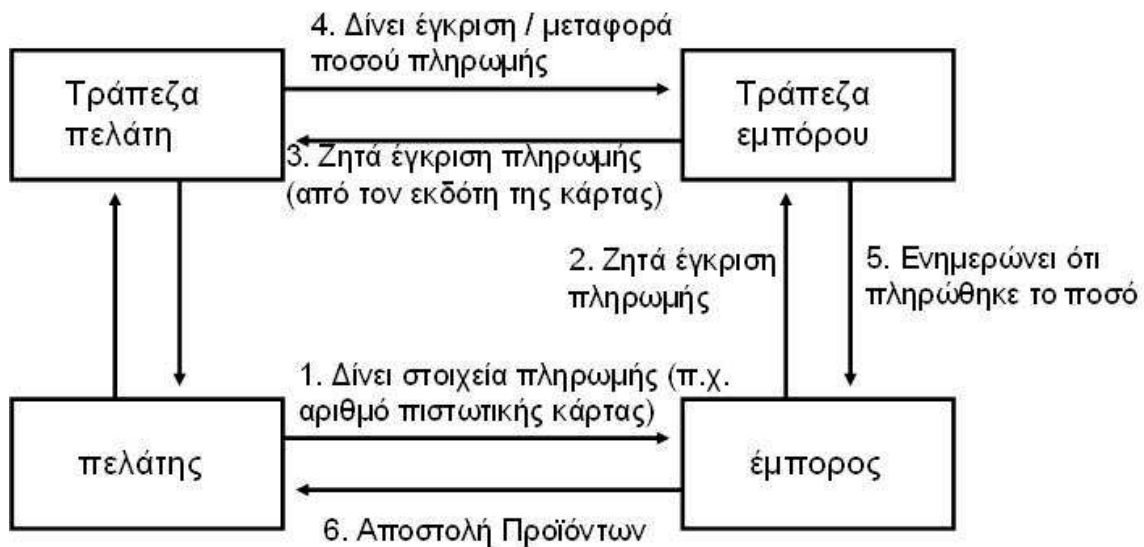 4. Δίνει έγκριση / μεταφορά
ποσού πληρωμής
Τράπεζα
πελάτη
Τράπεζα
εμπόρου
3. Ζητά έγκριση πληρωμής
(από τον εκδότη της κάρτας)
2. Ζητά έγκριση
πληρωμής
5. Ενημερώνει ότι
πληρώθηκε το ποσό
1. Δίνει στοιχεία πληρωμής (π.χ.
αριθμό πιστωτικής κάρτας)
πελάτης
έμπορος
6. Αποστολή Προϊόντων